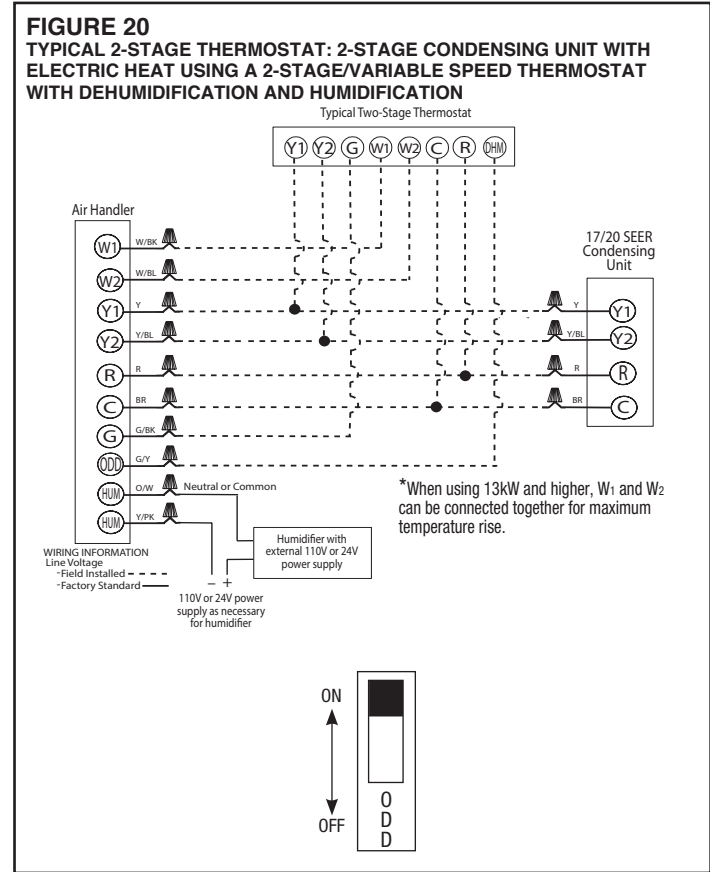 FIGURE 20
TYPICAL 2-STAGE THERMOSTAT: 2-STAGE CONDENSING UNIT WITH
ELECTRIC HEAT USING A 2-STAGE/VARIABLE SPEED THERMOSTAT
WITH DEHUMIDIFICATION AND HUMIDIFICATION
Typical Two-Stage Thermostat
Y1 Y2 G W1 W2 C R DHM
Air Handler
W1 W/BK
W2 W/BL
Y1 Y
Y2 Y/BL
R R
C BR
G G/BK
ODD G/Y
HUM O/W Neutral or Common
HUM Y/PK
17/20 SEER
Condensing
Unit
Y Y1
Y/BL Y2
R R
BR C
*When using 13kW and higher, W1 and W2
can be connected together for maximum
temperature rise.
Humidifier with
external 110V or 24V
power supply
– +
110V or 24V power
supply as necessary
for humidifier
WIRING INFORMATION
Line Voltage
-Field Installed
-Factory Standard
ON
OFF
O
D
D